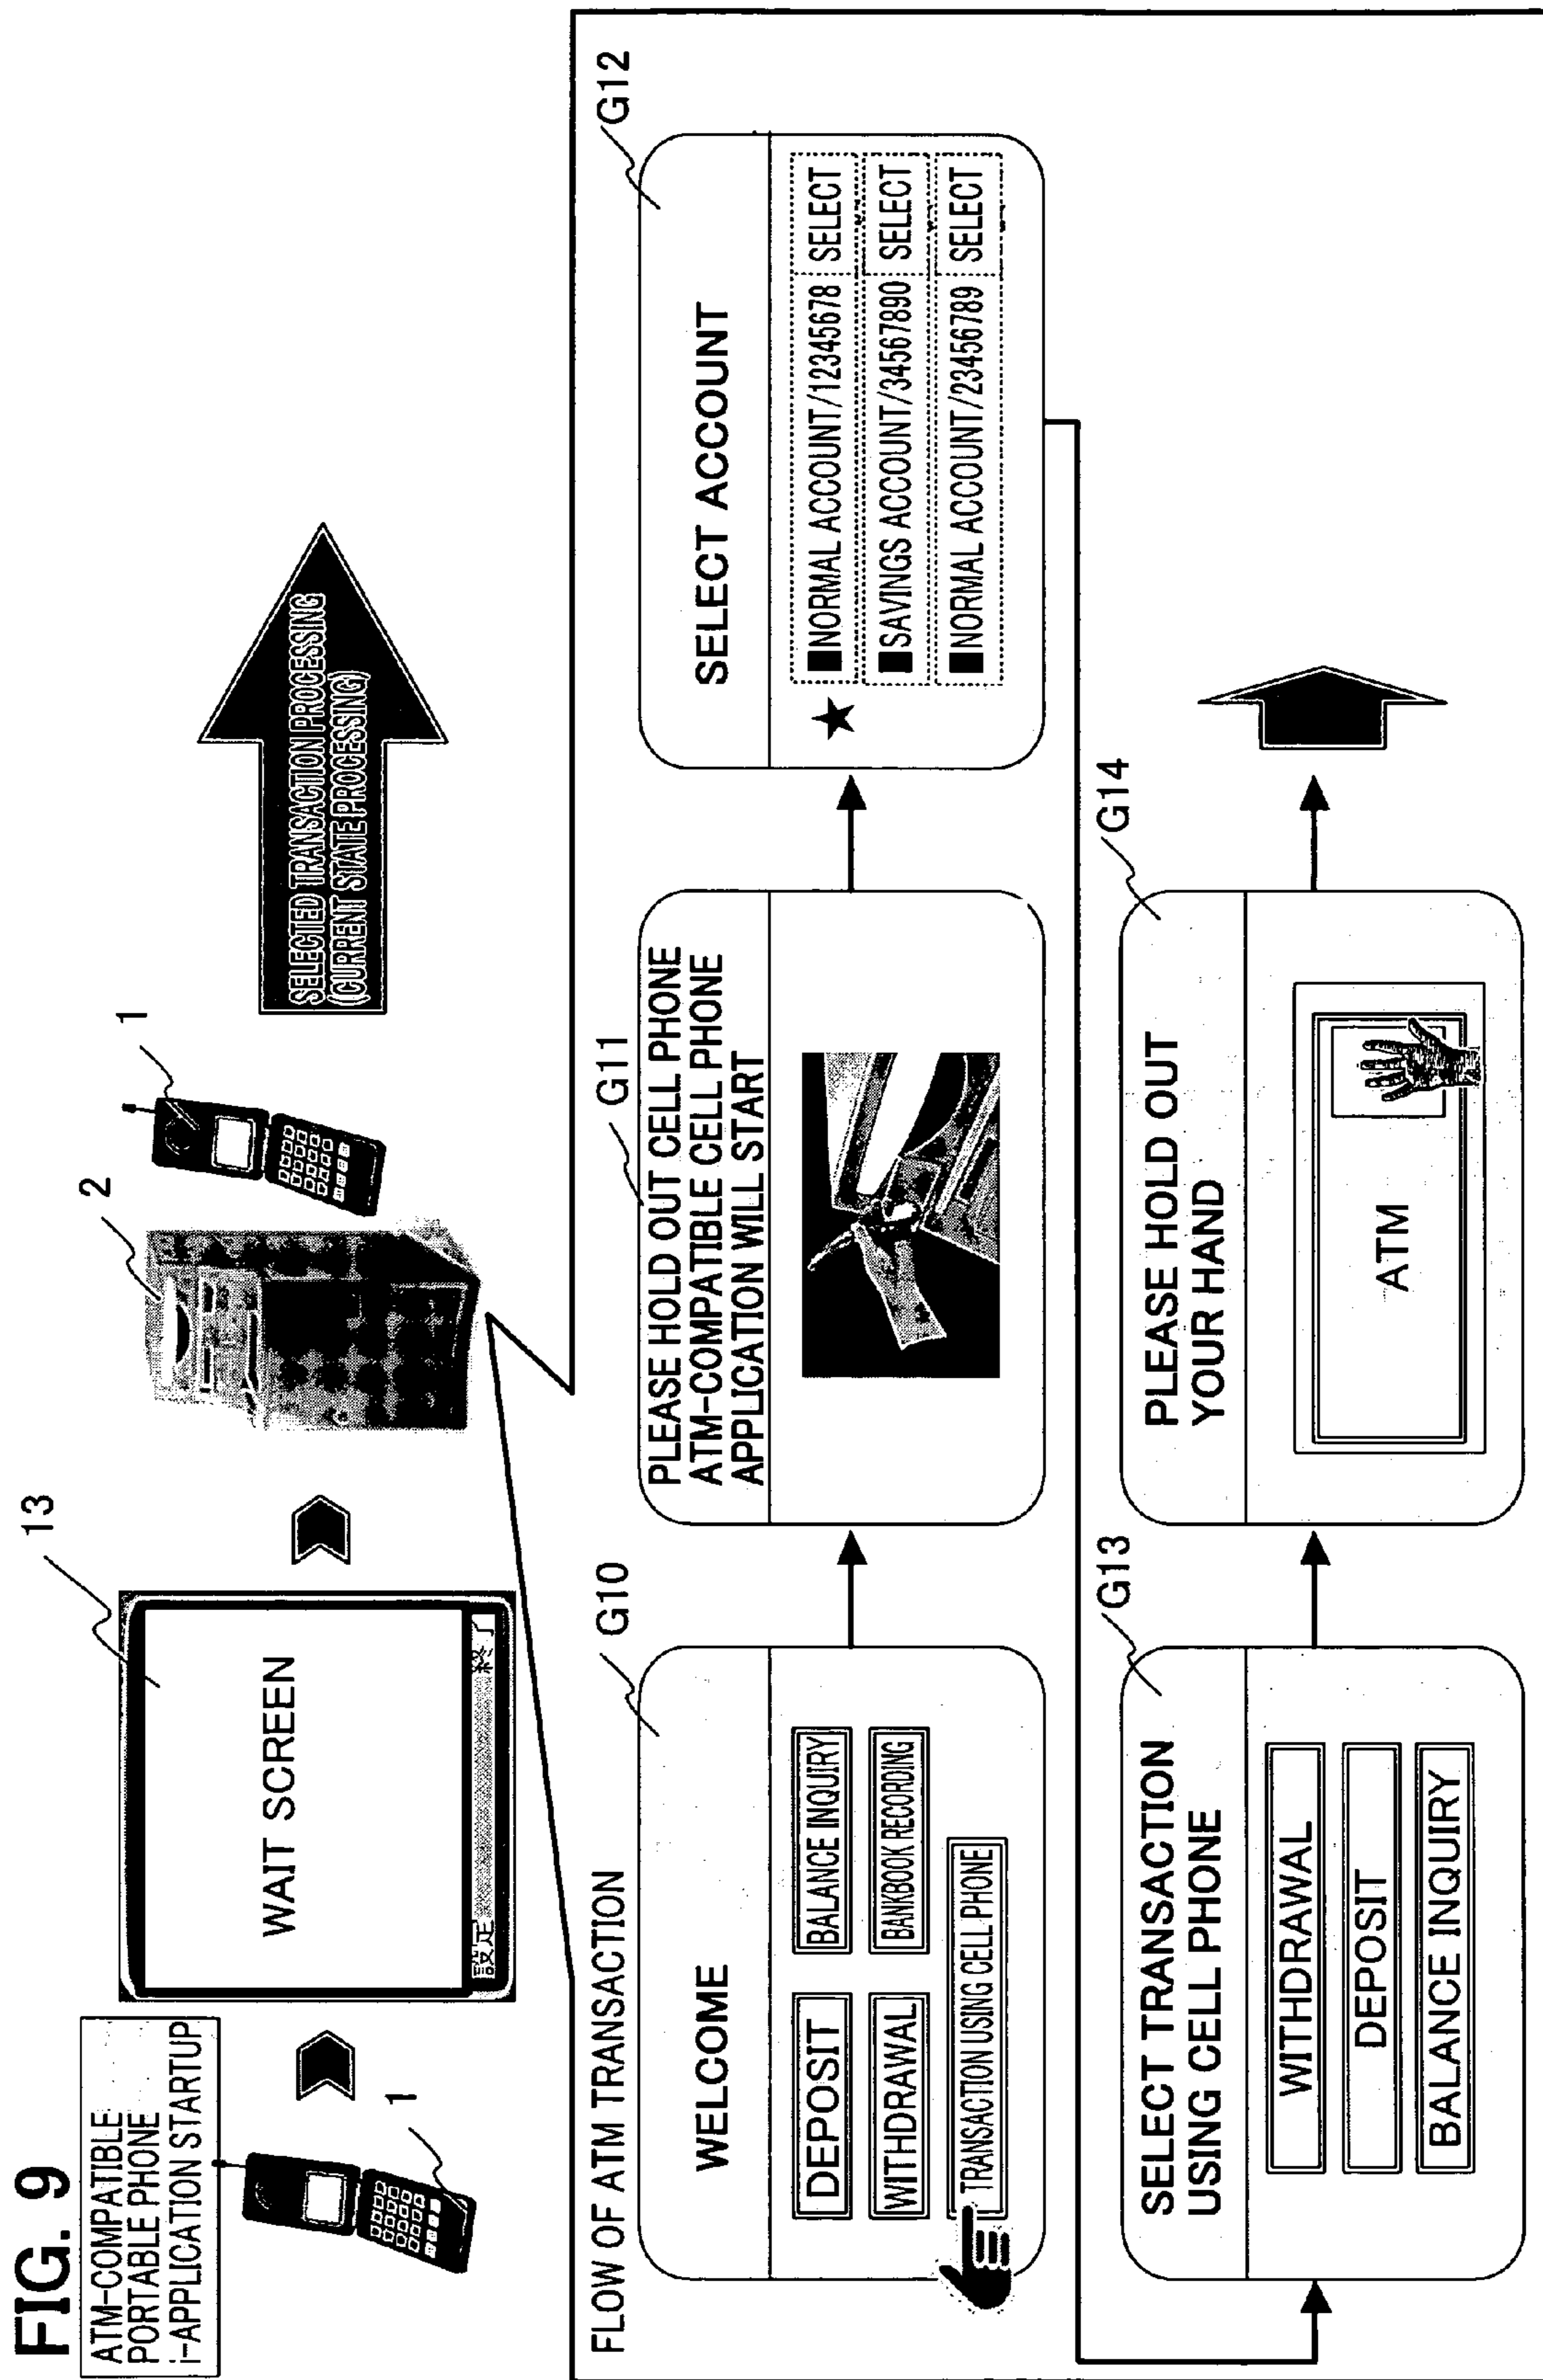 FIG. 9
ATM-COMPATIBLE
PORTABLE PHONE
i-APPLICATION STARTUP
1
13
WAIT SCREEN
設定
終了
2
1
SELECTED TRANSACTION PROCESSING
(CURRENT STATE PROCESSING)
FLOW OF ATM TRANSACTION
G10
WELCOME
DEPOSIT
BALANCE INQUIRY
WITHDRAWAL
BANKBOOK RECORDING
TRANSACTION USING CELL PHONE
G11
PLEASE HOLD OUT CELL PHONE
ATM-COMPATIBLE CELL PHONE
APPLICATION WILL START
G12
SELECT ACCOUNT
★ ■NORMAL ACCOUNT/12345678 SELECT
■SAVINGS ACCOUNT/34567890 SELECT
■NORMAL ACCOUNT/23456789 SELECT
G13
SELECT TRANSACTION
USING CELL PHONE
WITHDRAWAL
DEPOSIT
BALANCE INQUIRY
G14
PLEASE HOLD OUT
YOUR HAND
ATM